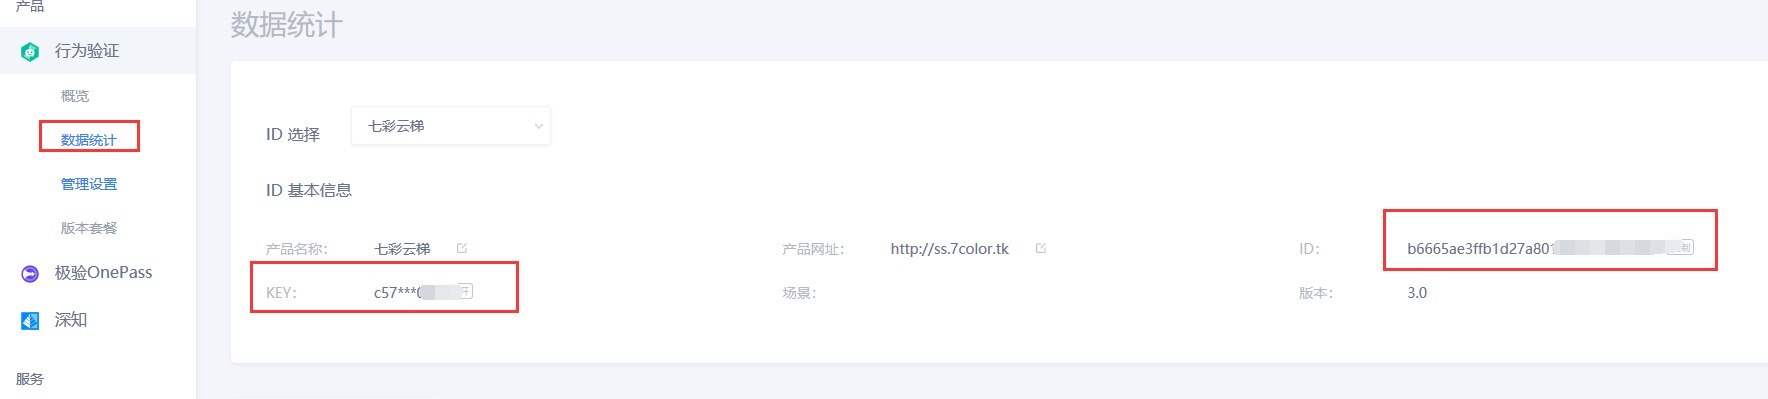 产品
数据统计
行为验证
概览
数据统计
管理设置
版本套餐
极验OnePass
深知
服务
ID 选择
七彩云梯
ID 基本信息
产品名称:
七彩云梯
产品网址:
http://ss.7color.tk
ID:
b6665ae3ffb1d27a80
KEY:
c57***
场景:
版本:
3.0